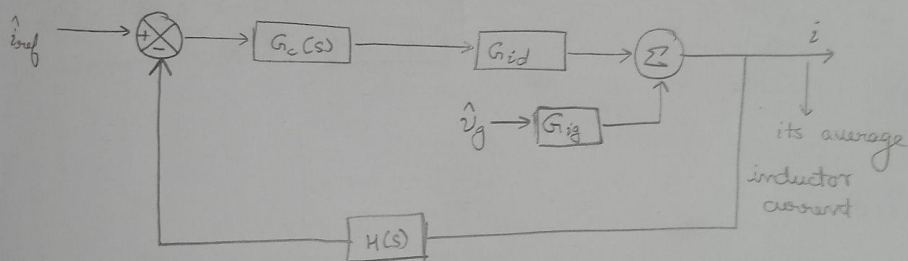 î_ref
+
-
G_c(s)
G_id
Σ
i
v̂_g
G_ig
its average
inductor
current
H(s)